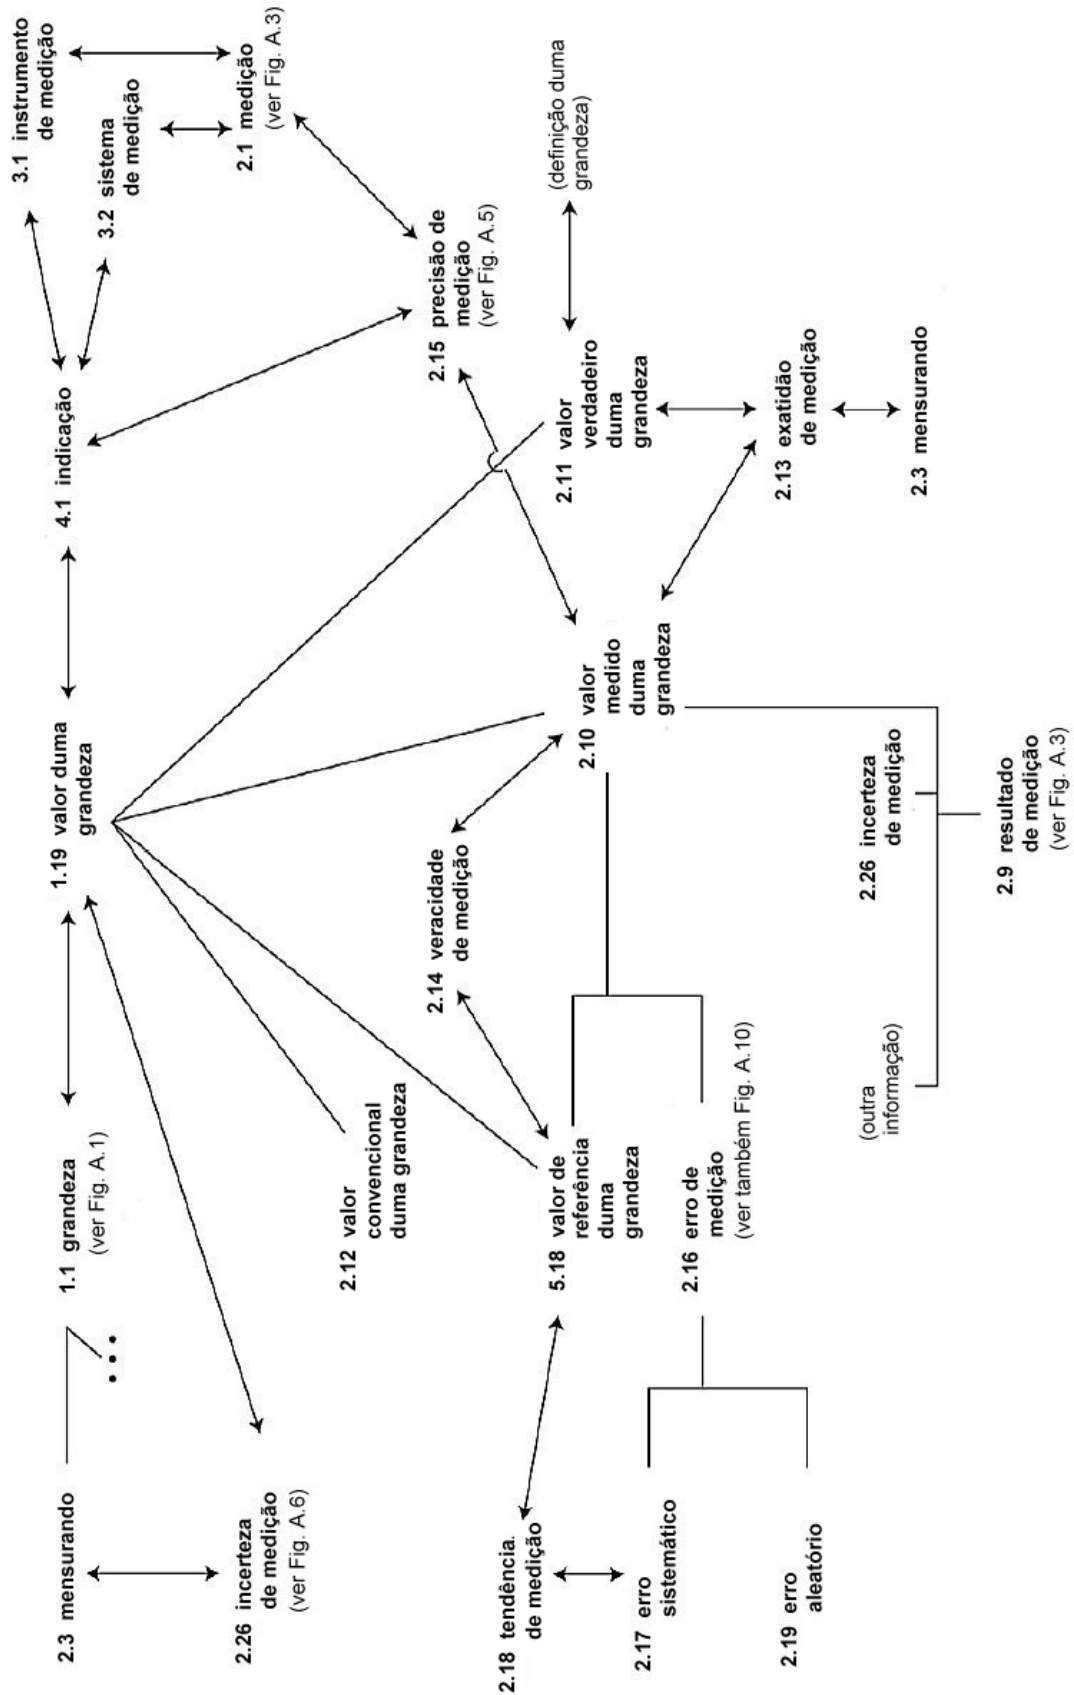 2.3 mensurando
1.1 grandeza
(ver Fig. A.1)
1.19 valor duma
grandeza
4.1 indicação
3.1 instrumento
de medição
3.2 sistema
de medição
2.1 medição
(ver Fig. A.3)
2.26 incerteza
de medição
(ver Fig. A.6)
2.12 valor
convencional
duma grandeza
2.14 veracidade
de medição
2.15 precisão de
medição
(ver Fig. A.5)
2.18 tendência.
de medição
5.18 valor de
referência
duma
grandeza
2.10 valor
medido
duma
grandeza
2.11 valor
verdadeiro
duma
grandeza
(definição duma
grandeza)
2.17 erro
sistemático
2.16 erro de
medição
(ver também Fig. A.10)
2.13 exatidão
de medição
2.19 erro
aleatório
(outra
informação)
2.26 incerteza
de medição
2.3 mensurando
2.9 resultado
de medição
(ver Fig. A.3)